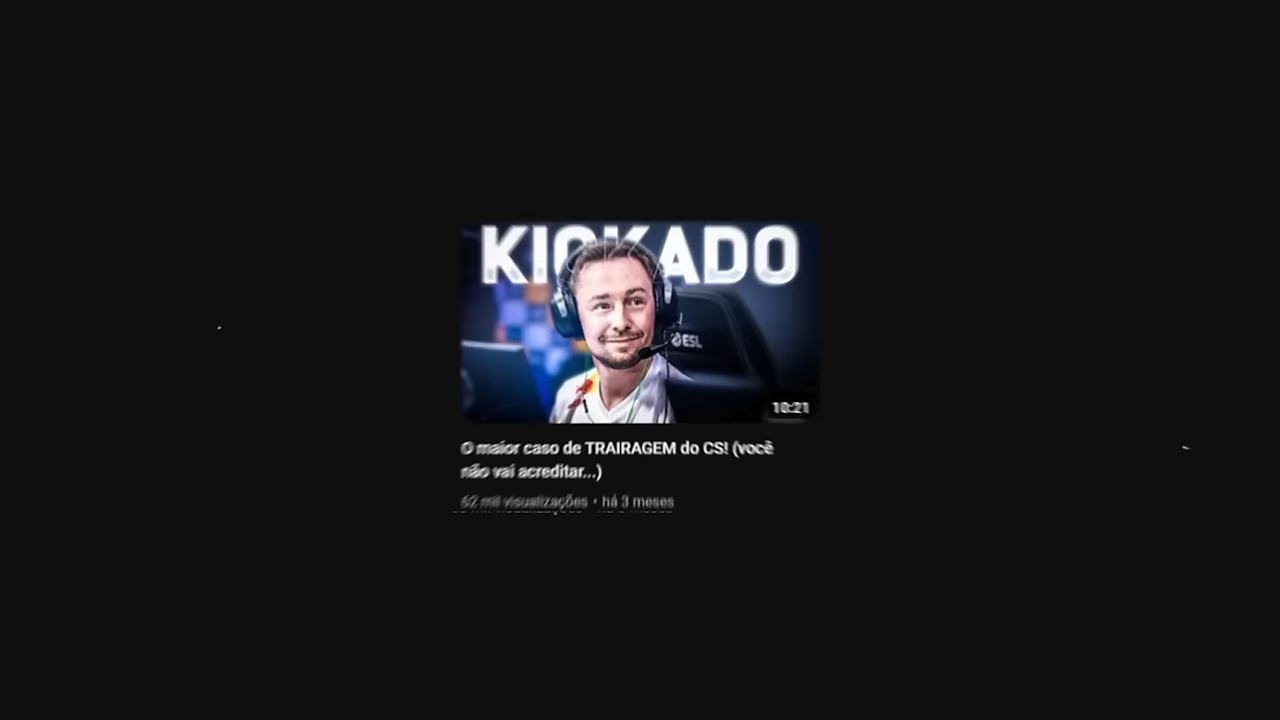 KICKADO
ESL
10:21
O maior caso de TRAIRAGEM do CS! (você
não vai acreditar...)
62 mil visualizações • há 3 meses